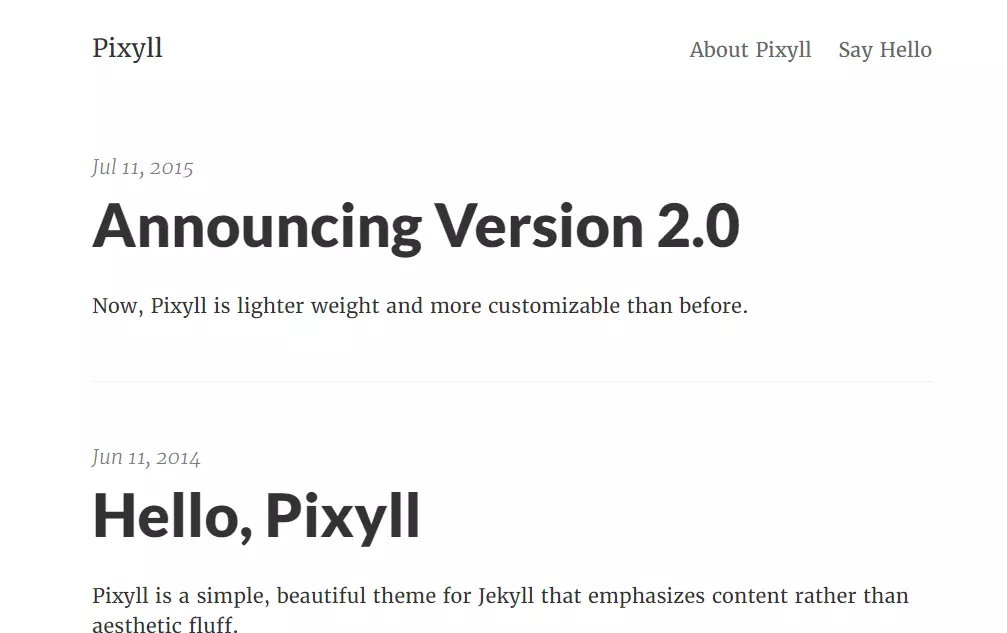 Pixyll
About Pixyll Say Hello
Jul 11, 2015
Announcing Version 2.0
Now, Pixyll is lighter weight and more customizable than before.
Jun 11, 2014
Hello, Pixyll
Pixyll is a simple, beautiful theme for Jekyll that emphasizes content rather than
aesthetic fluff.